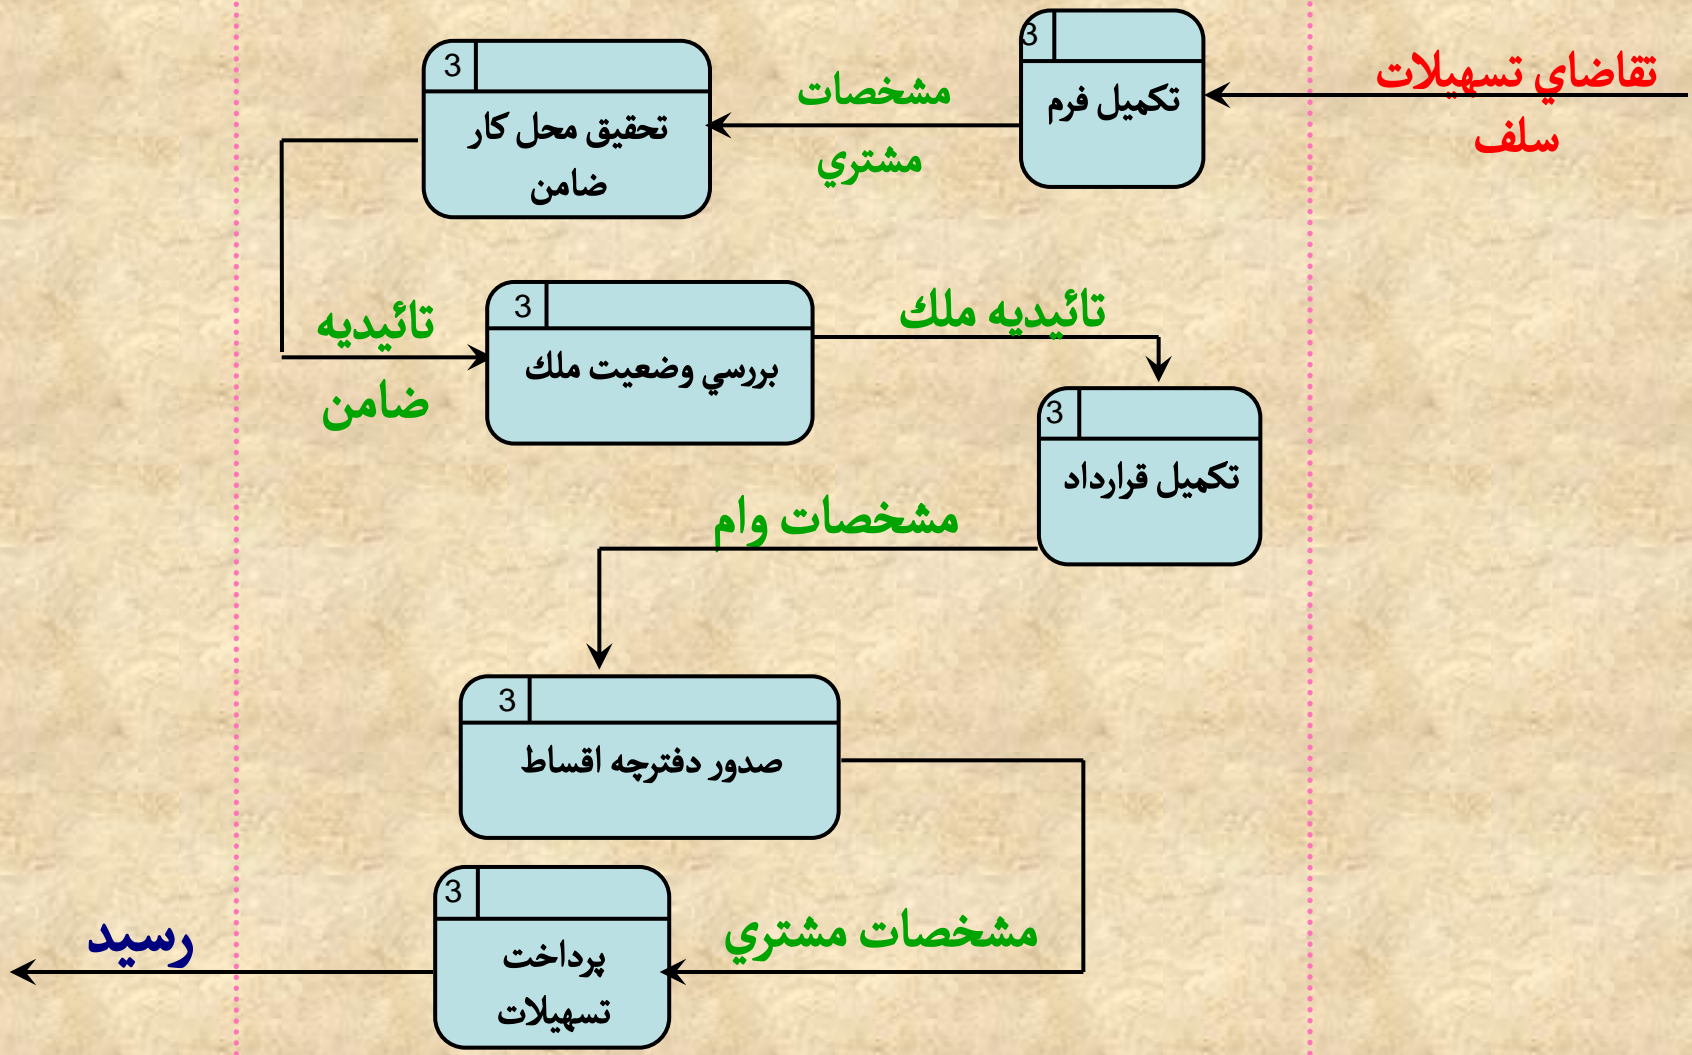 تقاضاي تسهيلات
سلف
3
تكميل فرم
مشخصات
مشتري
3
تحقيق محل كار
ضامن
تائيديه
ضامن
3
بررسي وضعيت ملك
تائيديه ملك
3
تكميل قرارداد
مشخصات وام
3
صدور دفترچه اقساط
مشخصات مشتري
3
پرداخت
تسهيلات
رسيد